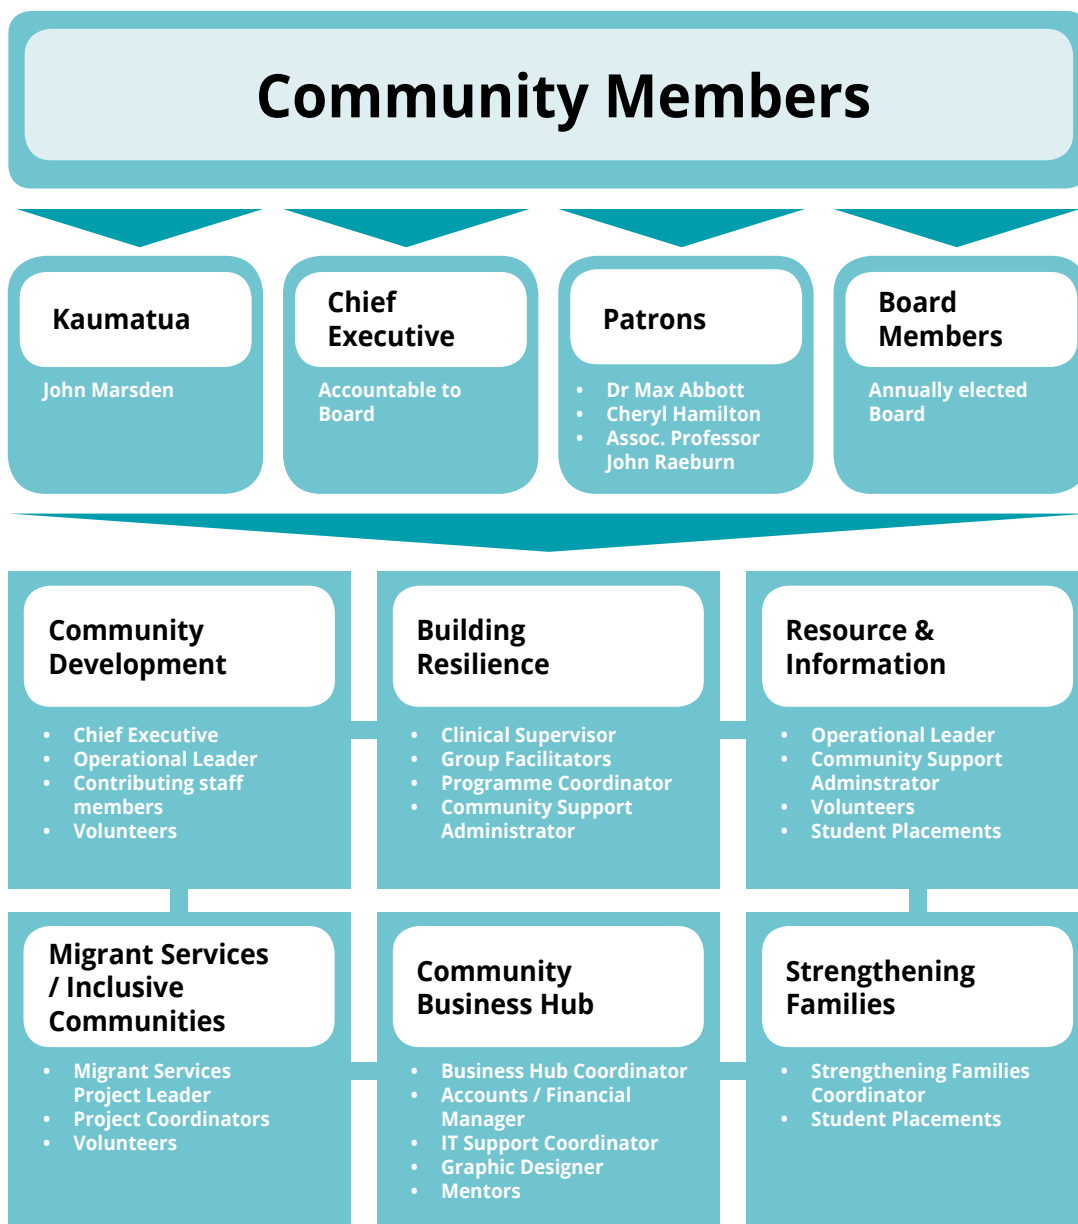 Community Members
Kaumatua
John Marsden
Chief
Executive
Accountable to
Board
Patrons
• Dr Max Abbott
• Cheryl Hamilton
• Assoc. Professor
John Raeburn
Board
Members
Annually elected
Board
Community
Development
• Chief Executive
• Operational Leader
• Contributing staff
members
• Volunteers
Building
Resilience
• Clinical Supervisor
• Group Facilitators
• Programme Coordinator
• Community Support
Administrator
Resource &
Information
• Operational Leader
• Community Support
Adminstrator
• Volunteers
• Student Placements
Migrant Services
/ Inclusive
Communities
• Migrant Services
Project Leader
• Project Coordinators
• Volunteers
Community
Business Hub
• Business Hub Coordinator
• Accounts / Financial
Manager
• IT Support Coordinator
• Graphic Designer
• Mentors
Strengthening
Families
• Strengthening Families
Coordinator
• Student Placements